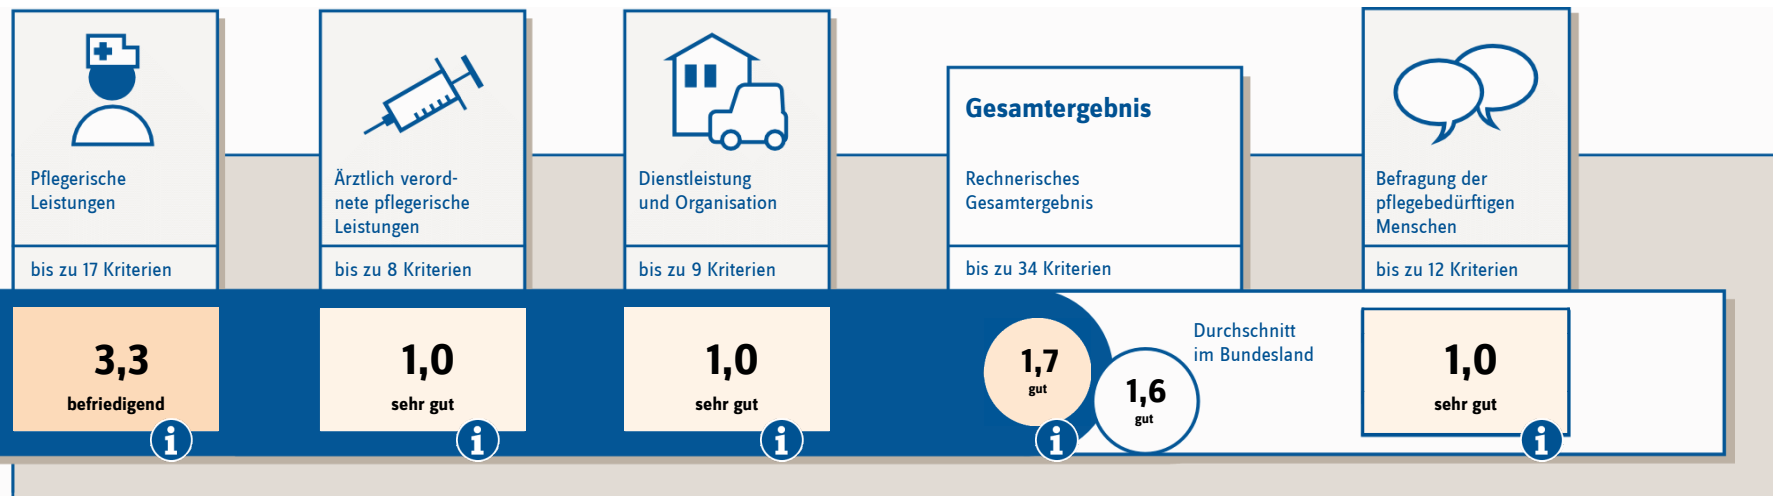 Pflegerische
Leistungen
bis zu 17 Kriterien
3,3
befriedigend
i
Ärztlich verord-
nete pflegerische
Leistungen
bis zu 8 Kriterien
1,0
sehr gut
i
Dienstleistung
und Organisation
bis zu 9 Kriterien
1,0
sehr gut
i
Gesamtergebnis
Rechnerisches
Gesamtergebnis
bis zu 34 Kriterien
1,7
gut
i
1,6
gut
Durchschnitt
im Bundesland
Befragung der
pflegebedürftigen
Menschen
bis zu 12 Kriterien
1,0
sehr gut
i